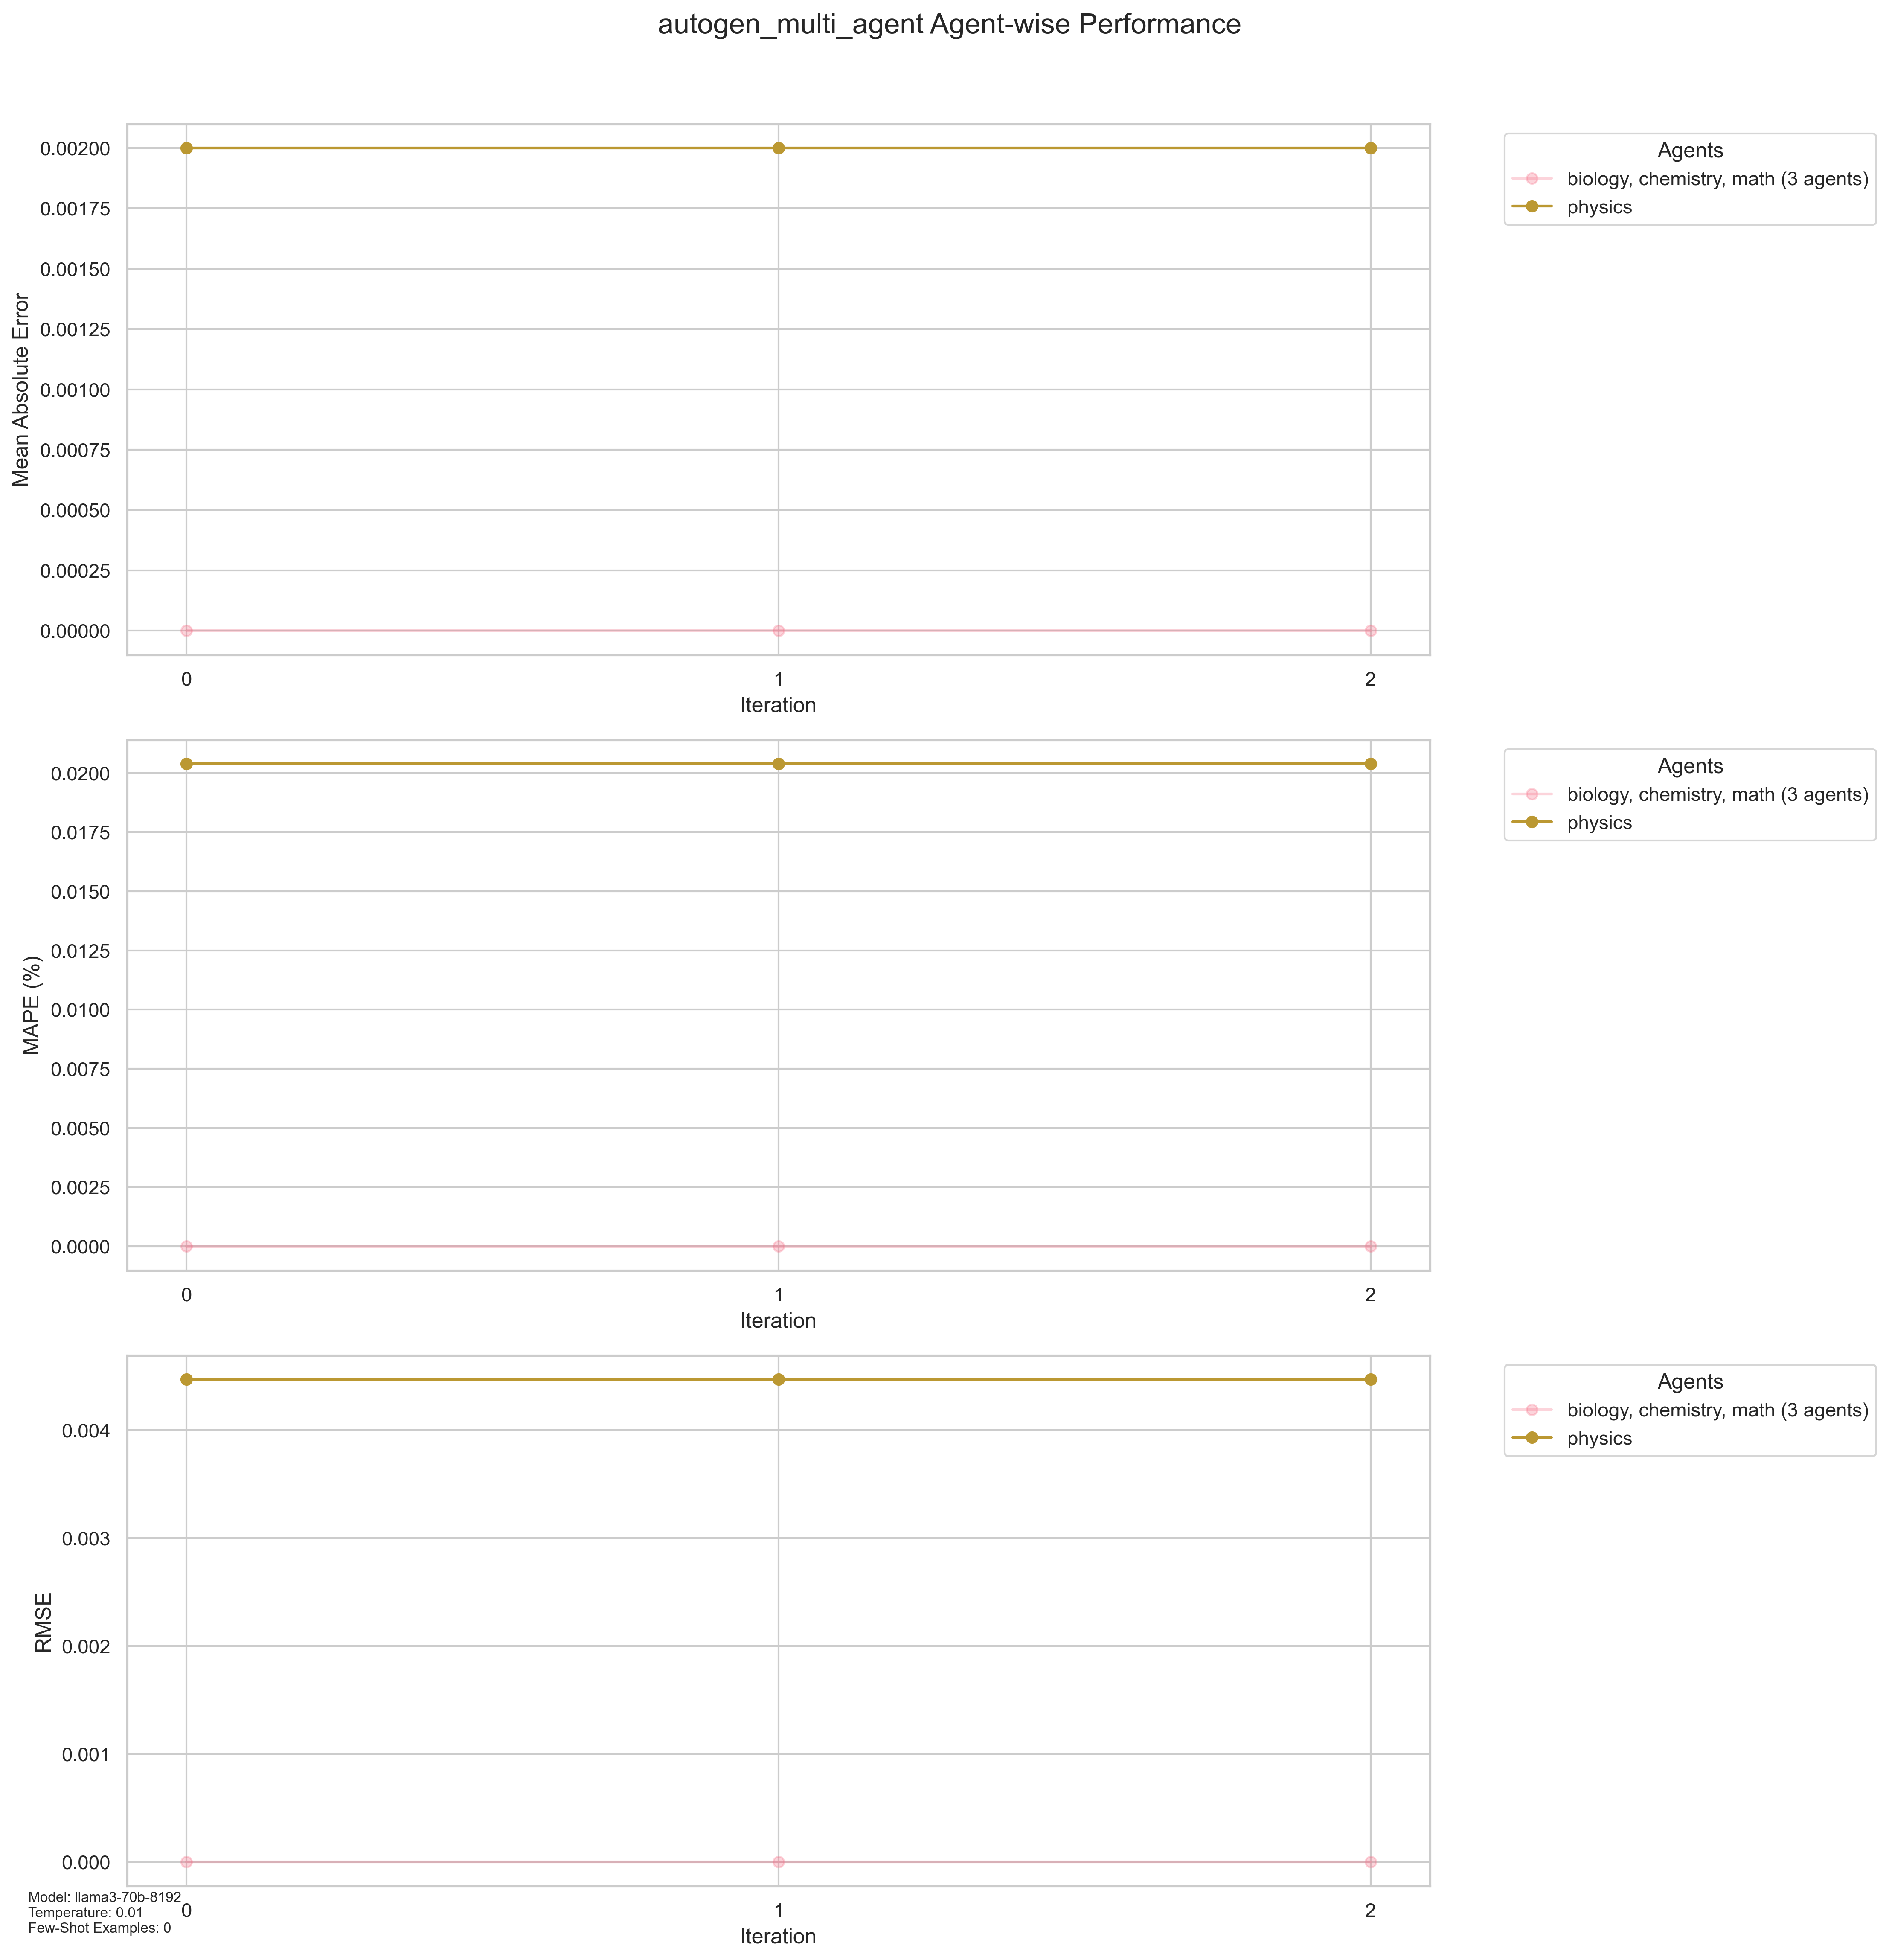 autogen_multi_agent Agent-wise Performance
Mean Absolute Error
0.00200
0.00175
0.00150
0.00125
0.00100
0.00075
0.00050
0.00025
0.00000
0
1
2
Iteration
Agents
biology, chemistry, math (3 agents)
physics
MAPE (%)
0.0200
0.0175
0.0150
0.0125
0.0100
0.0075
0.0050
0.0025
0.0000
0
1
2
Iteration
Agents
biology, chemistry, math (3 agents)
physics
RMSE
0.004
0.003
0.002
0.001
0.000
0
1
2
Iteration
Agents
biology, chemistry, math (3 agents)
physics
Model: llama3-70b-8192
Temperature: 0.01
Few-Shot Examples: 0